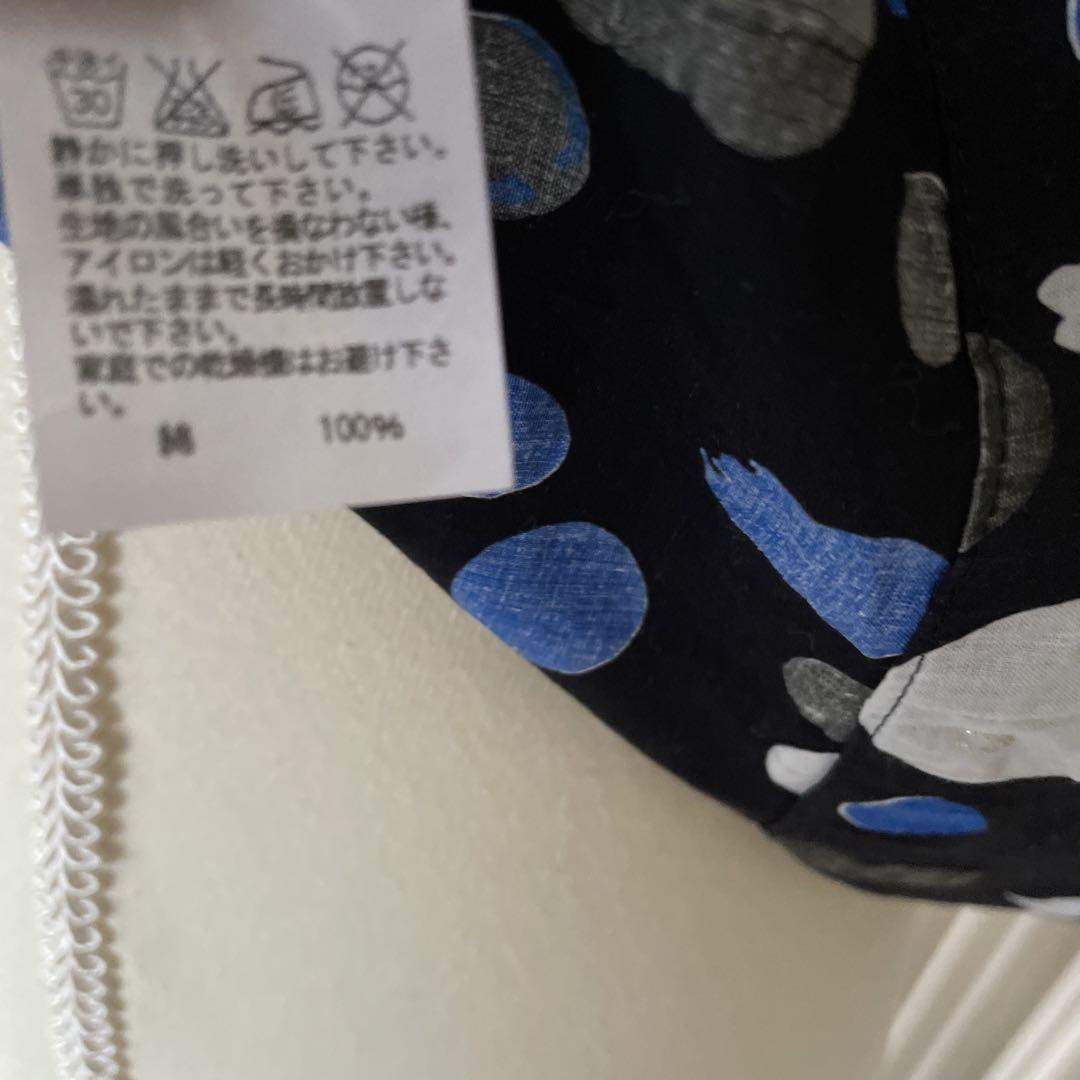 手洗イ
30
静かに押し洗いして下さい。
単独で洗って下さい。
生地の風合いを損なわない様、
アイロンは軽くおかけ下さい。
濡れたままで長時間放置しな
いで下さい。
家庭での乾燥機はお避け下さ
い。
綿 100%